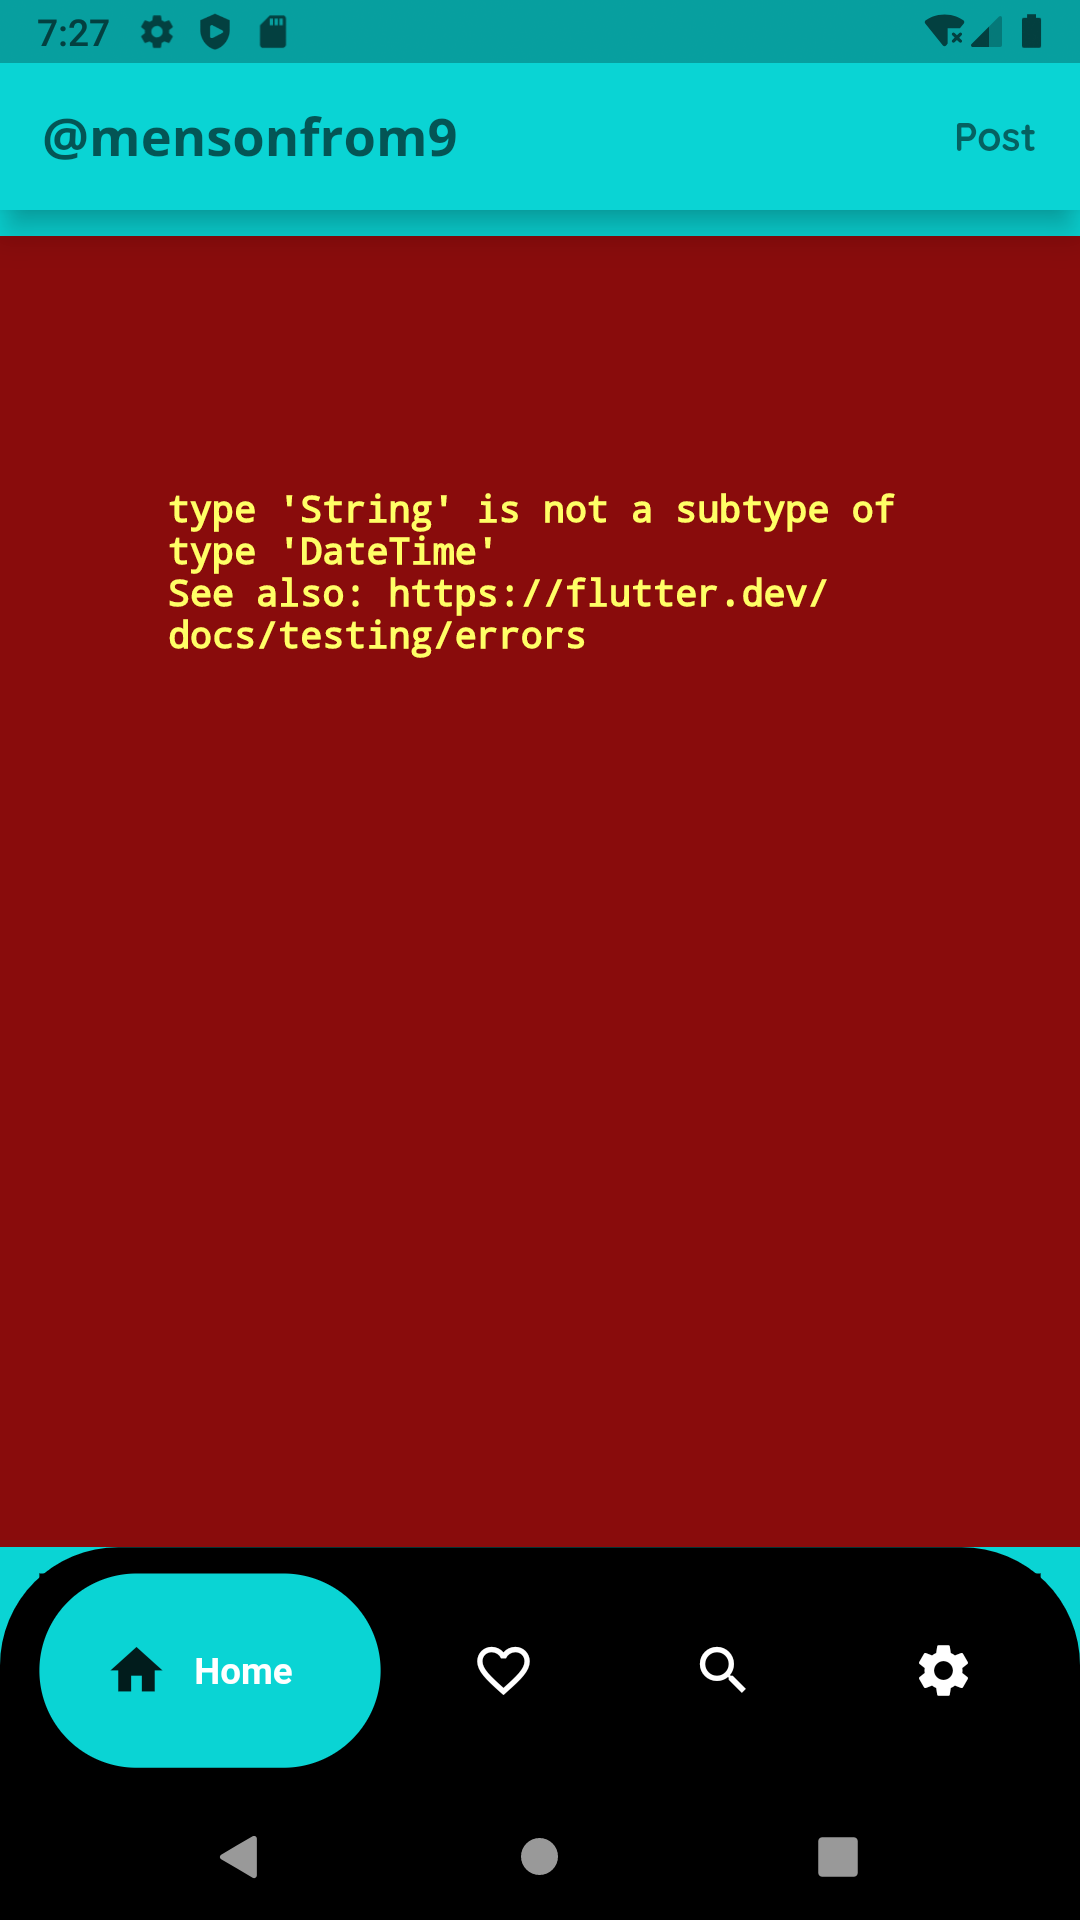 7:27
@mensonfrom9
Post
type 'String' is not a subtype of
type 'DateTime'
See also: https://flutter.dev/
docs/testing/errors
Home